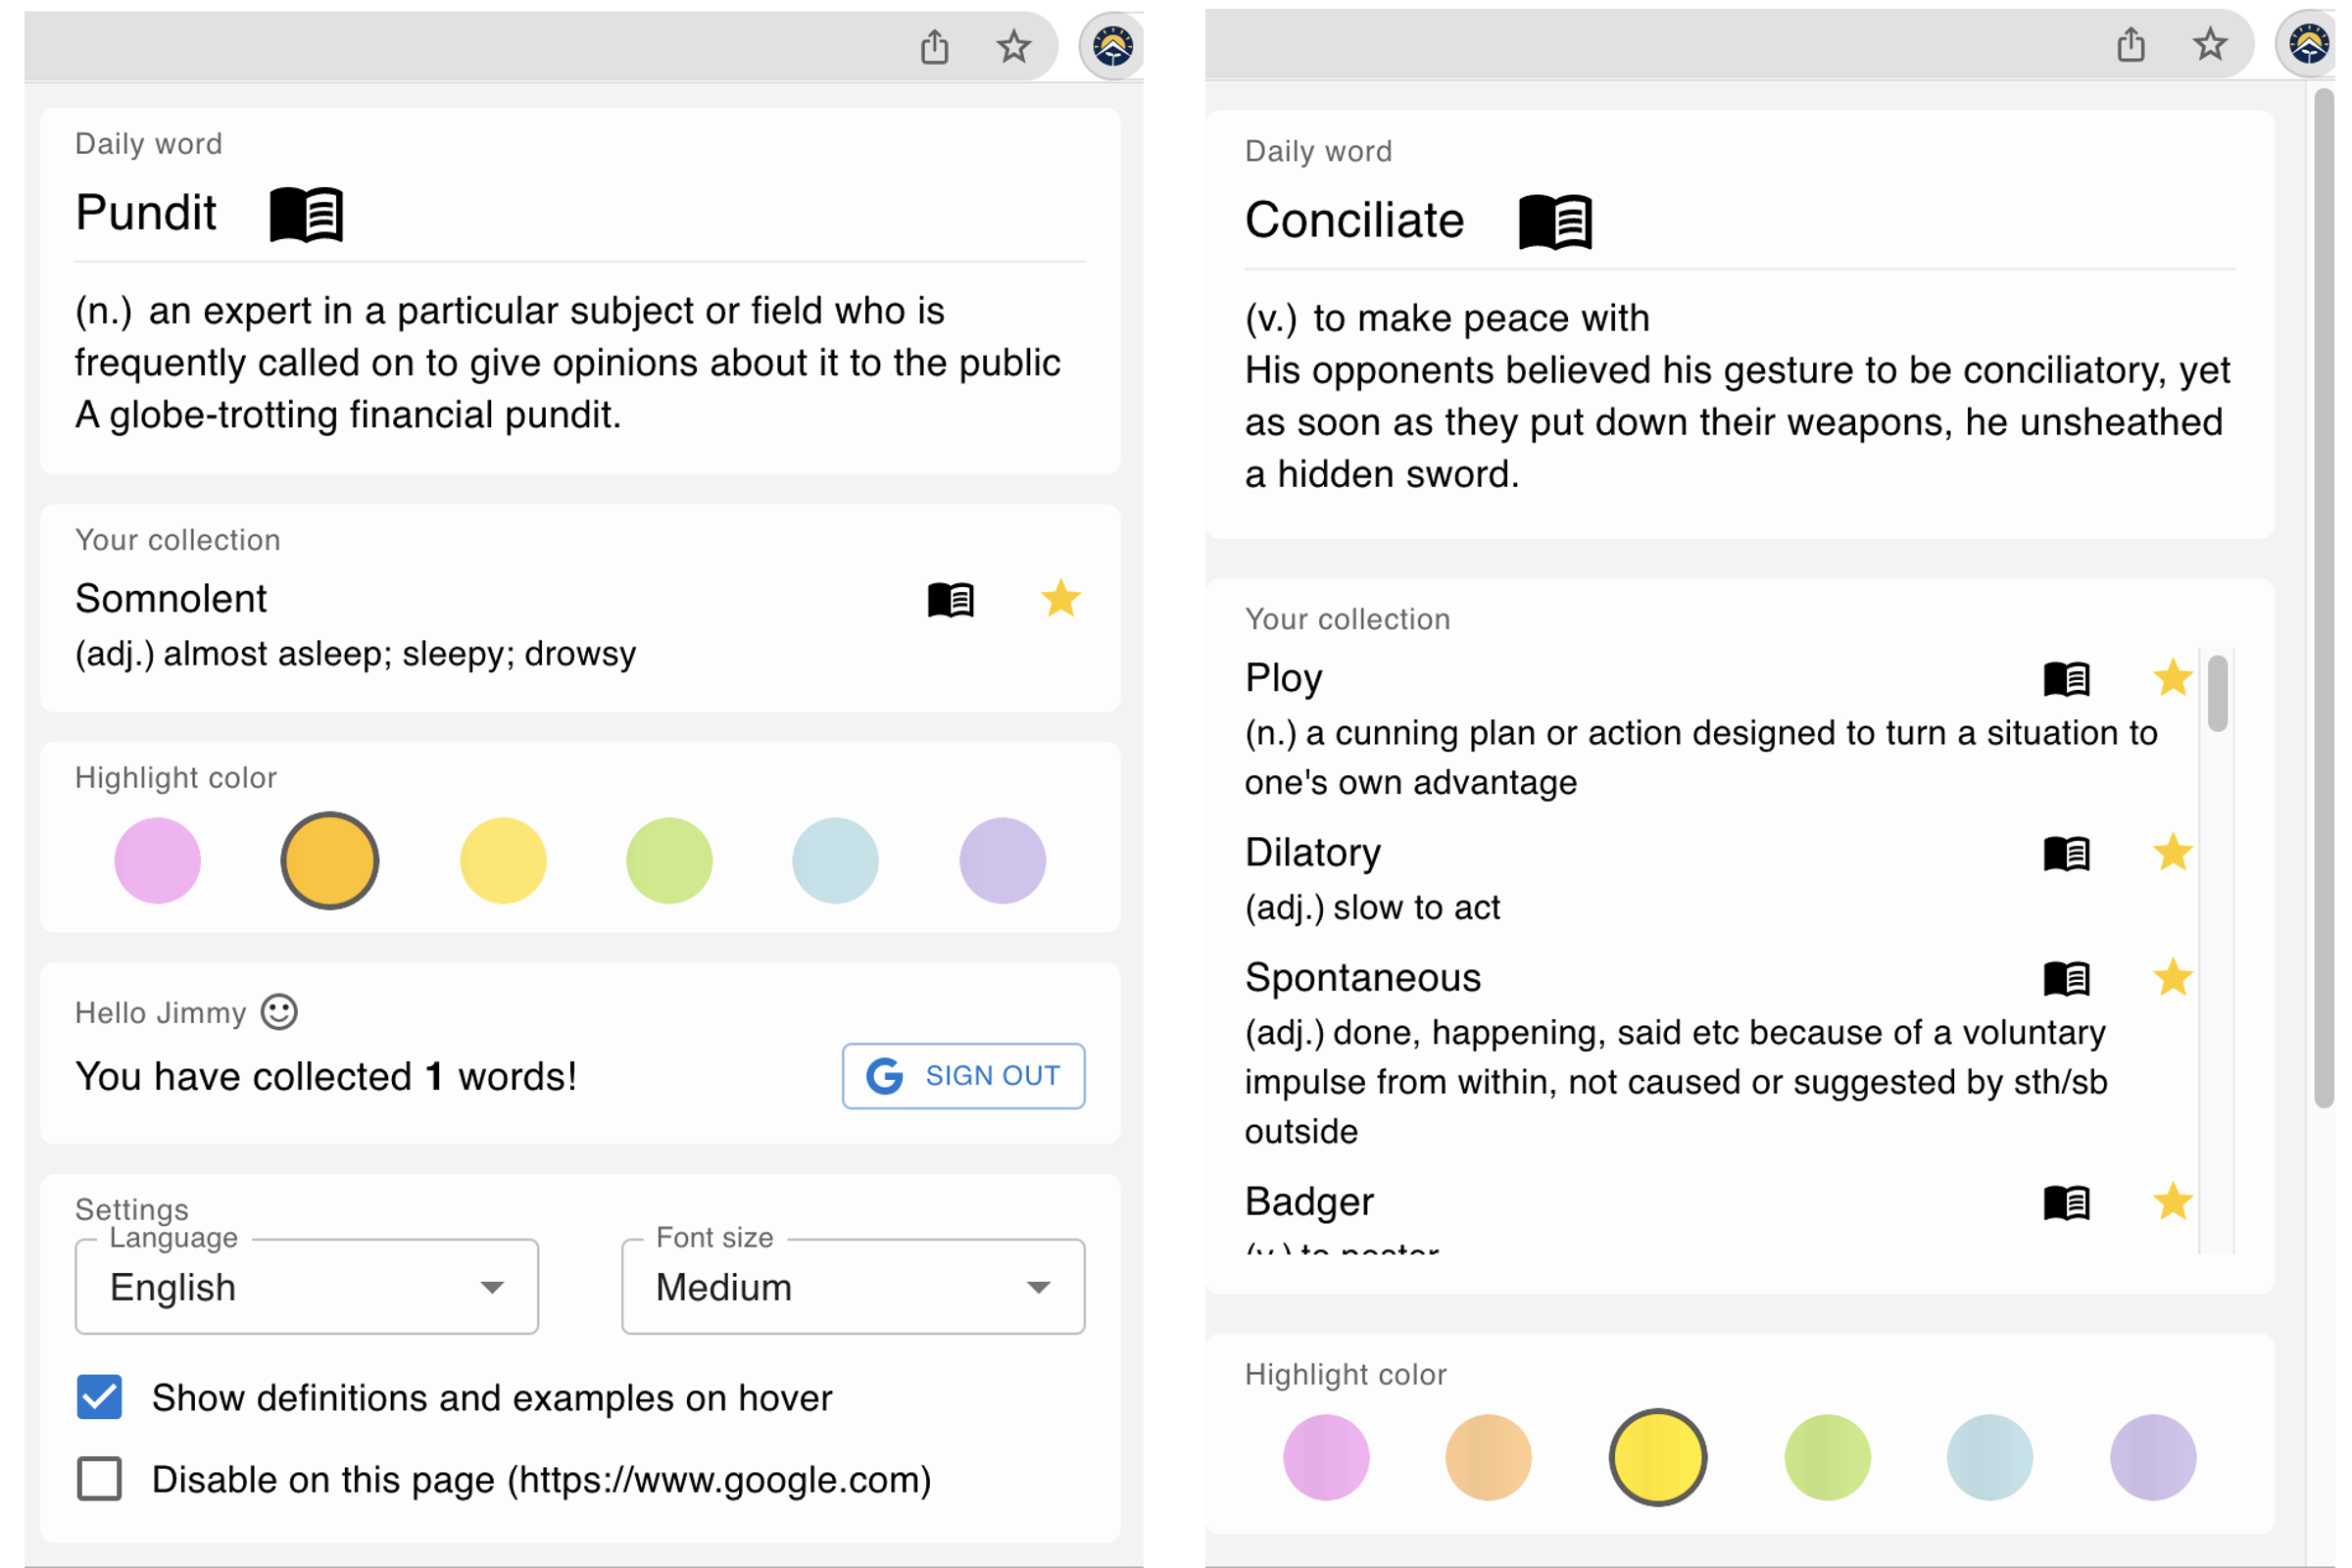 Daily word
Pundit
(n.) an expert in a particular subject or field who is
frequently called on to give opinions about it to the public
A globe-trotting financial pundit.
Your collection
Somnolent
(adj.) almost asleep; sleepy; drowsy
Highlight color
Hello Jimmy
You have collected 1 words!
SIGN OUT
Settings
Language
English
Font size
Medium
Show definitions and examples on hover
Disable on this page (https://www.google.com)
Daily word
Conciliate
(v.) to make peace with
His opponents believed his gesture to be conciliatory, yet
as soon as they put down their weapons, he unsheathed
a hidden sword.
Your collection
Ploy
(n.) a cunning plan or action designed to turn a situation to
one's own advantage
Dilatory
(adj.) slow to act
Spontaneous
(adj.) done, happening, said etc because of a voluntary
impulse from within, not caused or suggested by sth/sb
outside
Badger
(v.) to pester
Highlight color